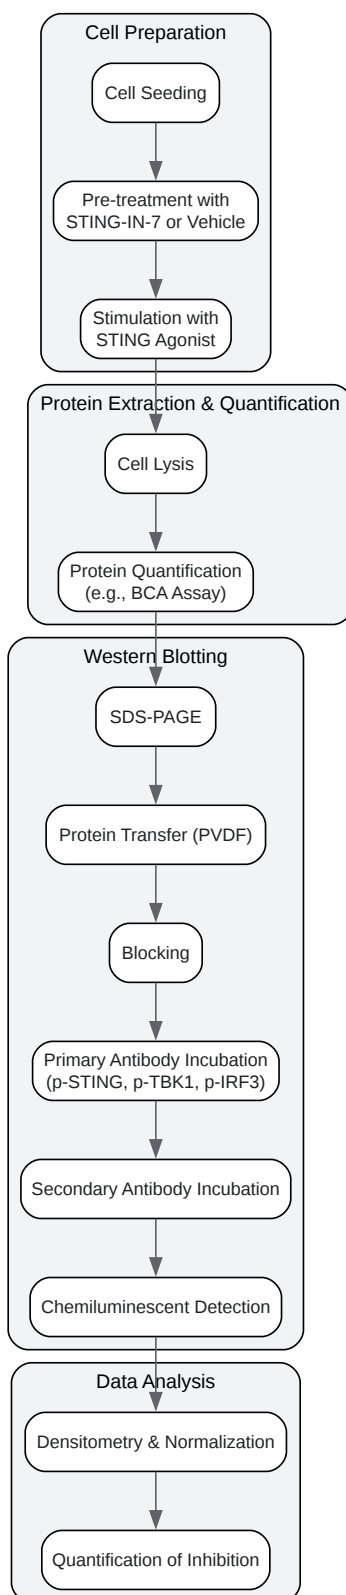 Cell Preparation
Cell Seeding
Pre-treatment with
STING-IN-7 or Vehicle
Stimulation with
STING Agonist
Protein Extraction & Quantification
Cell Lysis
Protein Quantification
(e.g., BCA Assay)
Western Blotting
SDS-PAGE
Protein Transfer (PVDF)
Blocking
Primary Antibody Incubation
(p-STING, p-TBK1, p-IRF3)
Secondary Antibody Incubation
Chemiluminescent Detection
Data Analysis
Densitometry & Normalization
Quantification of Inhibition